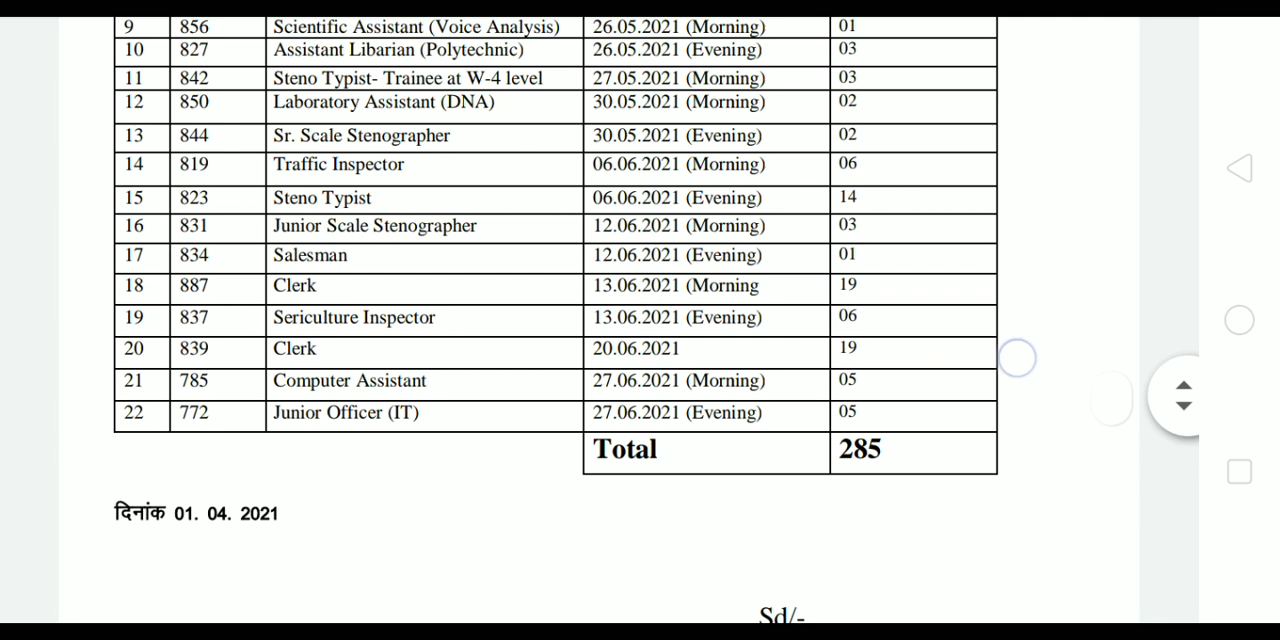 9 856 Scientific Assistant (Voice Analysis) 26.05.2021 (Morning) 01
10 827 Assistant Libarian (Polytechnic) 26.05.2021 (Evening) 03
11 842 Steno Typist- Trainee at W-4 level 27.05.2021 (Morning) 03
12 850 Laboratory Assistant (DNA) 30.05.2021 (Morning) 02
13 844 Sr. Scale Stenographer 30.05.2021 (Evening) 02
14 819 Traffic Inspector 06.06.2021 (Morning) 06
15 823 Steno Typist 06.06.2021 (Evening) 14
16 831 Junior Scale Stenographer 12.06.2021 (Morning) 03
17 834 Salesman 12.06.2021 (Evening) 01
18 887 Clerk 13.06.2021 (Morning 19
19 837 Sericulture Inspector 13.06.2021 (Evening) 06
20 839 Clerk 20.06.2021 19
21 785 Computer Assistant 27.06.2021 (Morning) 05
22 772 Junior Officer (IT) 27.06.2021 (Evening) 05
Total 285
दिनांक 01. 04. 2021
Sd/-